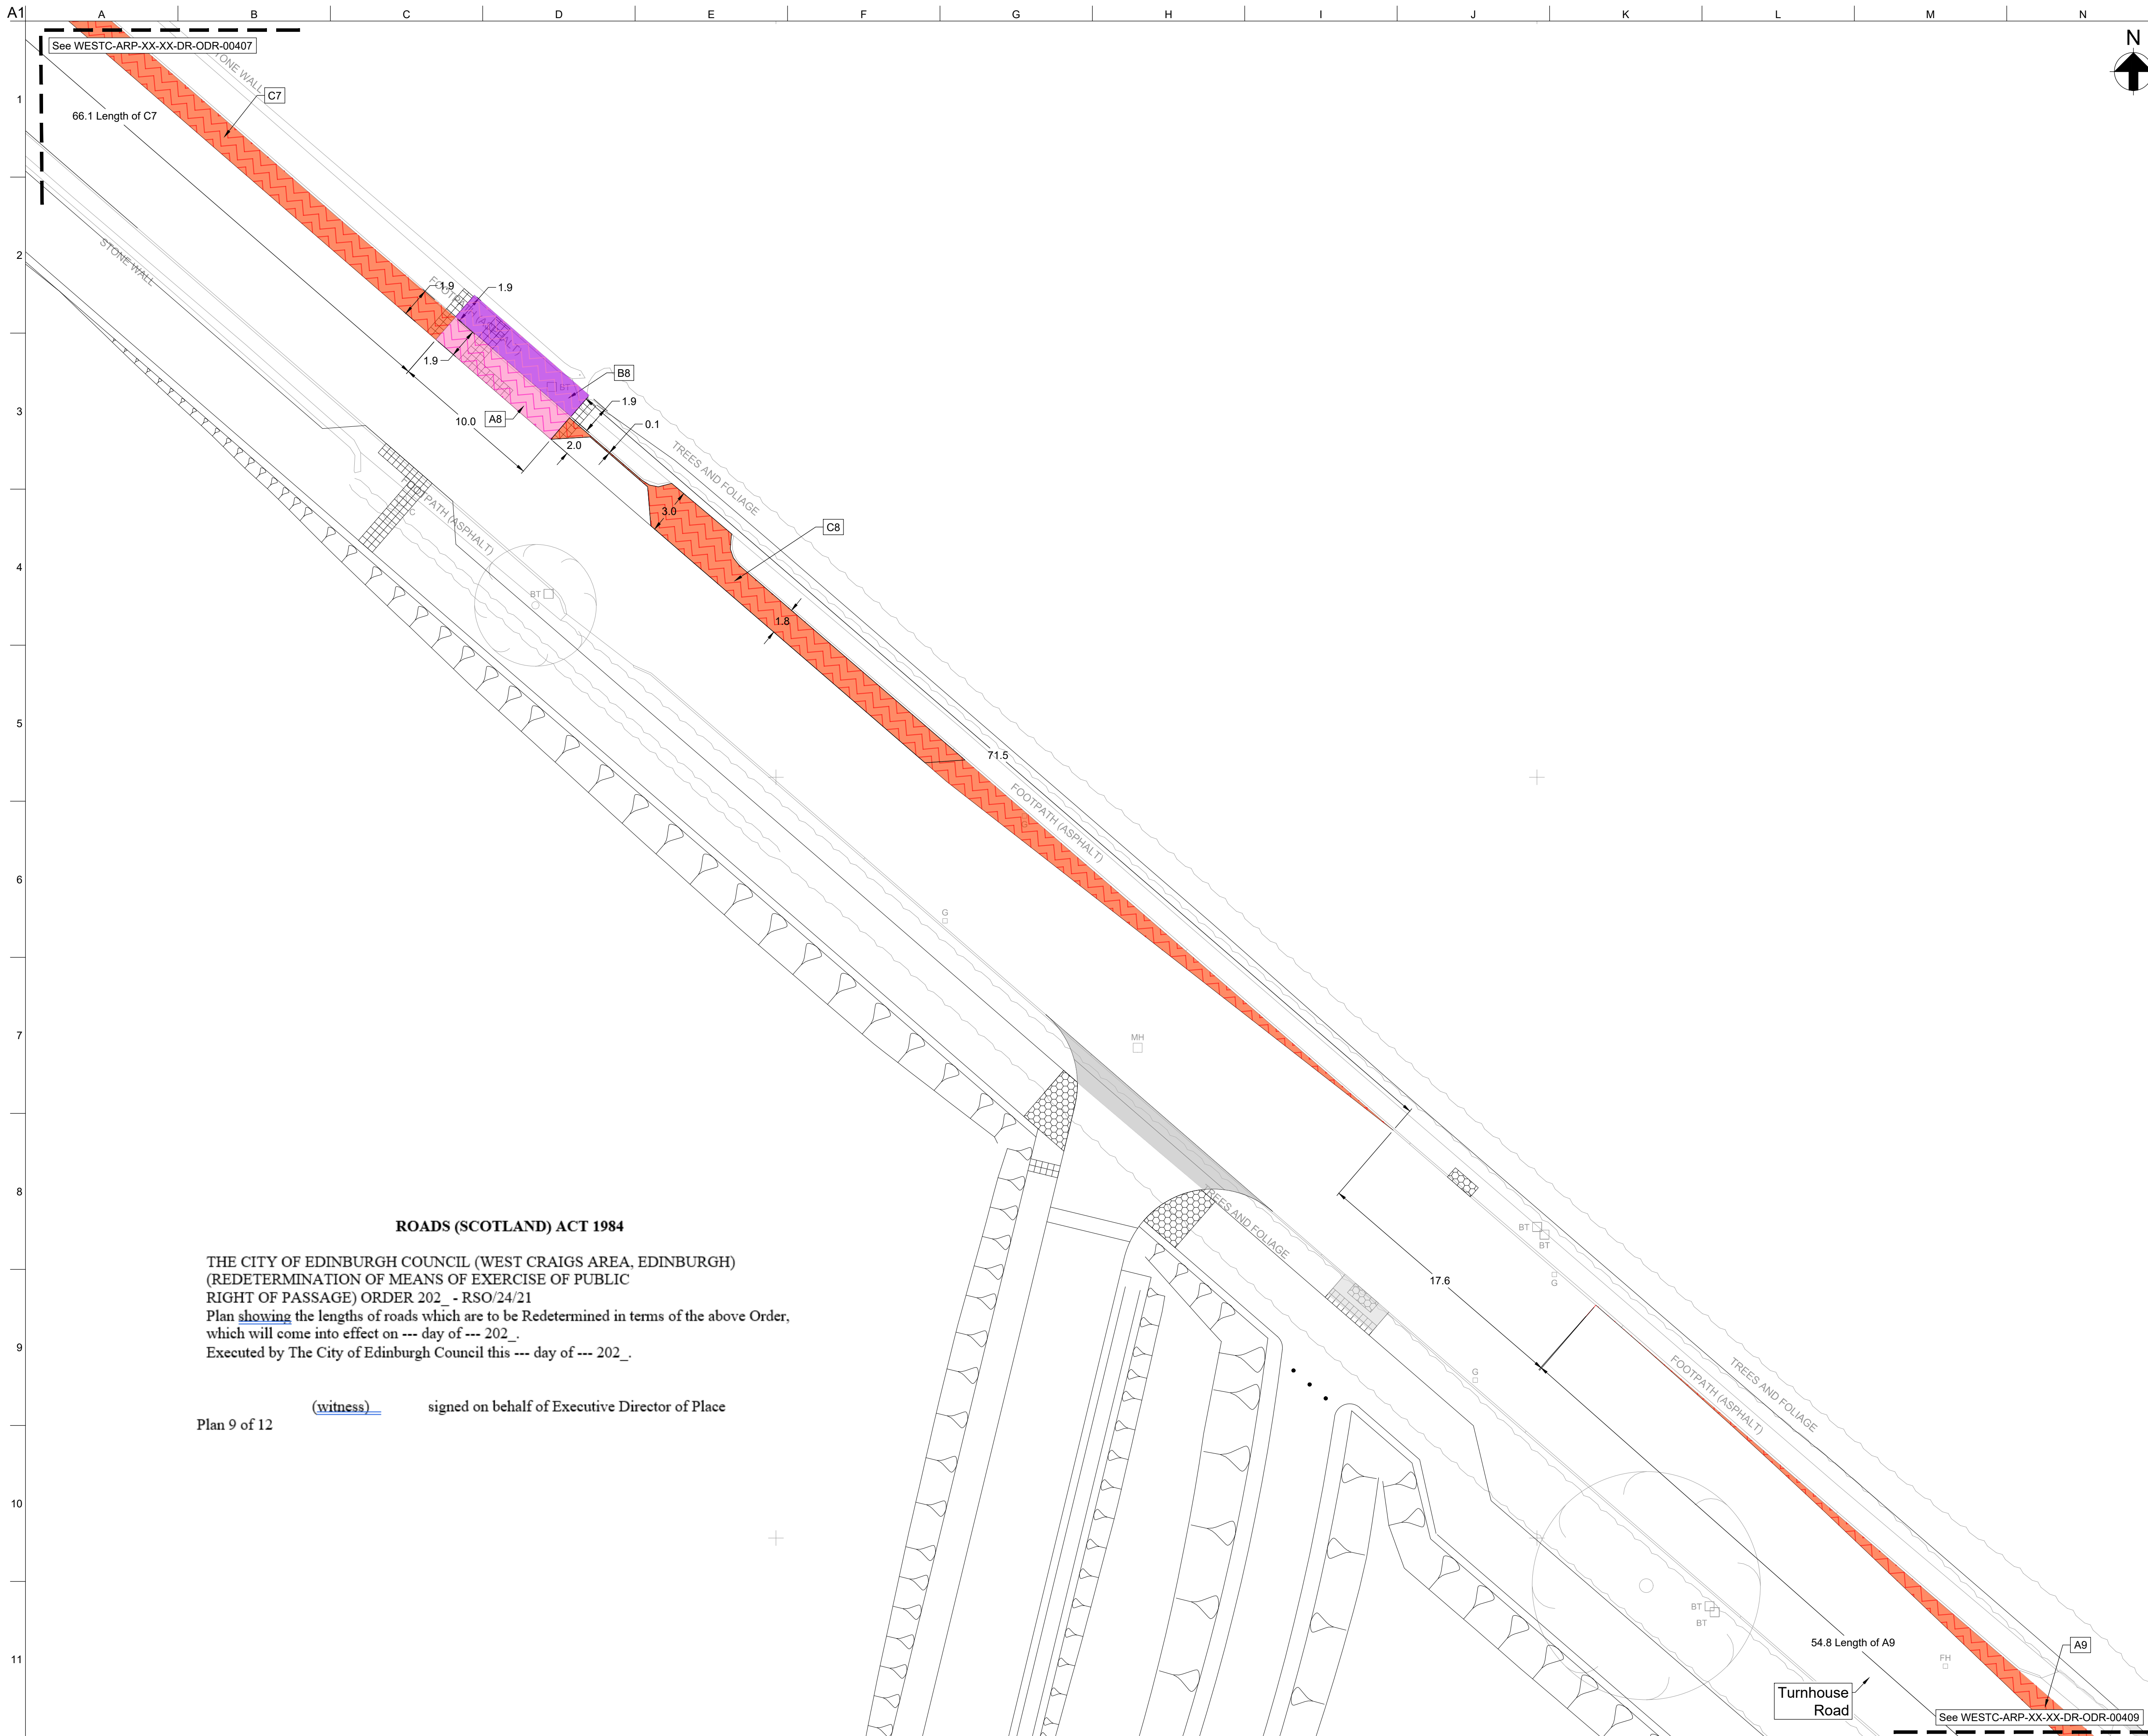 A1
A B C D E F G H I J K L M N
N
See WESTC-ARP-XX-XX-DR-ODR-00407
STONE WALL
C7
1
66.1 Length of C7
2
STONE WALL
FOOTPATH (ASPHALT)
1.9
1.9
1.9
B8
BT
3
A8
1.9
10.0
0.1
2.0
TREES AND FOLIAGE
FOOTPATH (ASPHALT)
3.0
C8
4
BT
1.8
5
71.5
FOOTPATH (ASPHALT)
6
G
7
MH
8
TREES AND FOLIAGE
BT
BT
G
17.6
ROADS (SCOTLAND) ACT 1984
THE CITY OF EDINBURGH COUNCIL (WEST CRAIGS AREA, EDINBURGH)
(REDETERMINATION OF MEANS OF EXERCISE OF PUBLIC
RIGHT OF PASSAGE) ORDER 202_ - RSO/24/21
Plan showing the lengths of roads which are to be Redetermined in terms of the above Order,
which will come into effect on --- day of --- 202_.
Executed by The City of Edinburgh Council this --- day of --- 202_.
(witness) signed on behalf of Executive Director of Place
Plan 9 of 12
9
G
TREES AND FOLIAGE
FOOTPATH (ASPHALT)
10
BT
BT
54.8 Length of A9
A9
11
FH
Turnhouse
Road
See WESTC-ARP-XX-XX-DR-ODR-00409